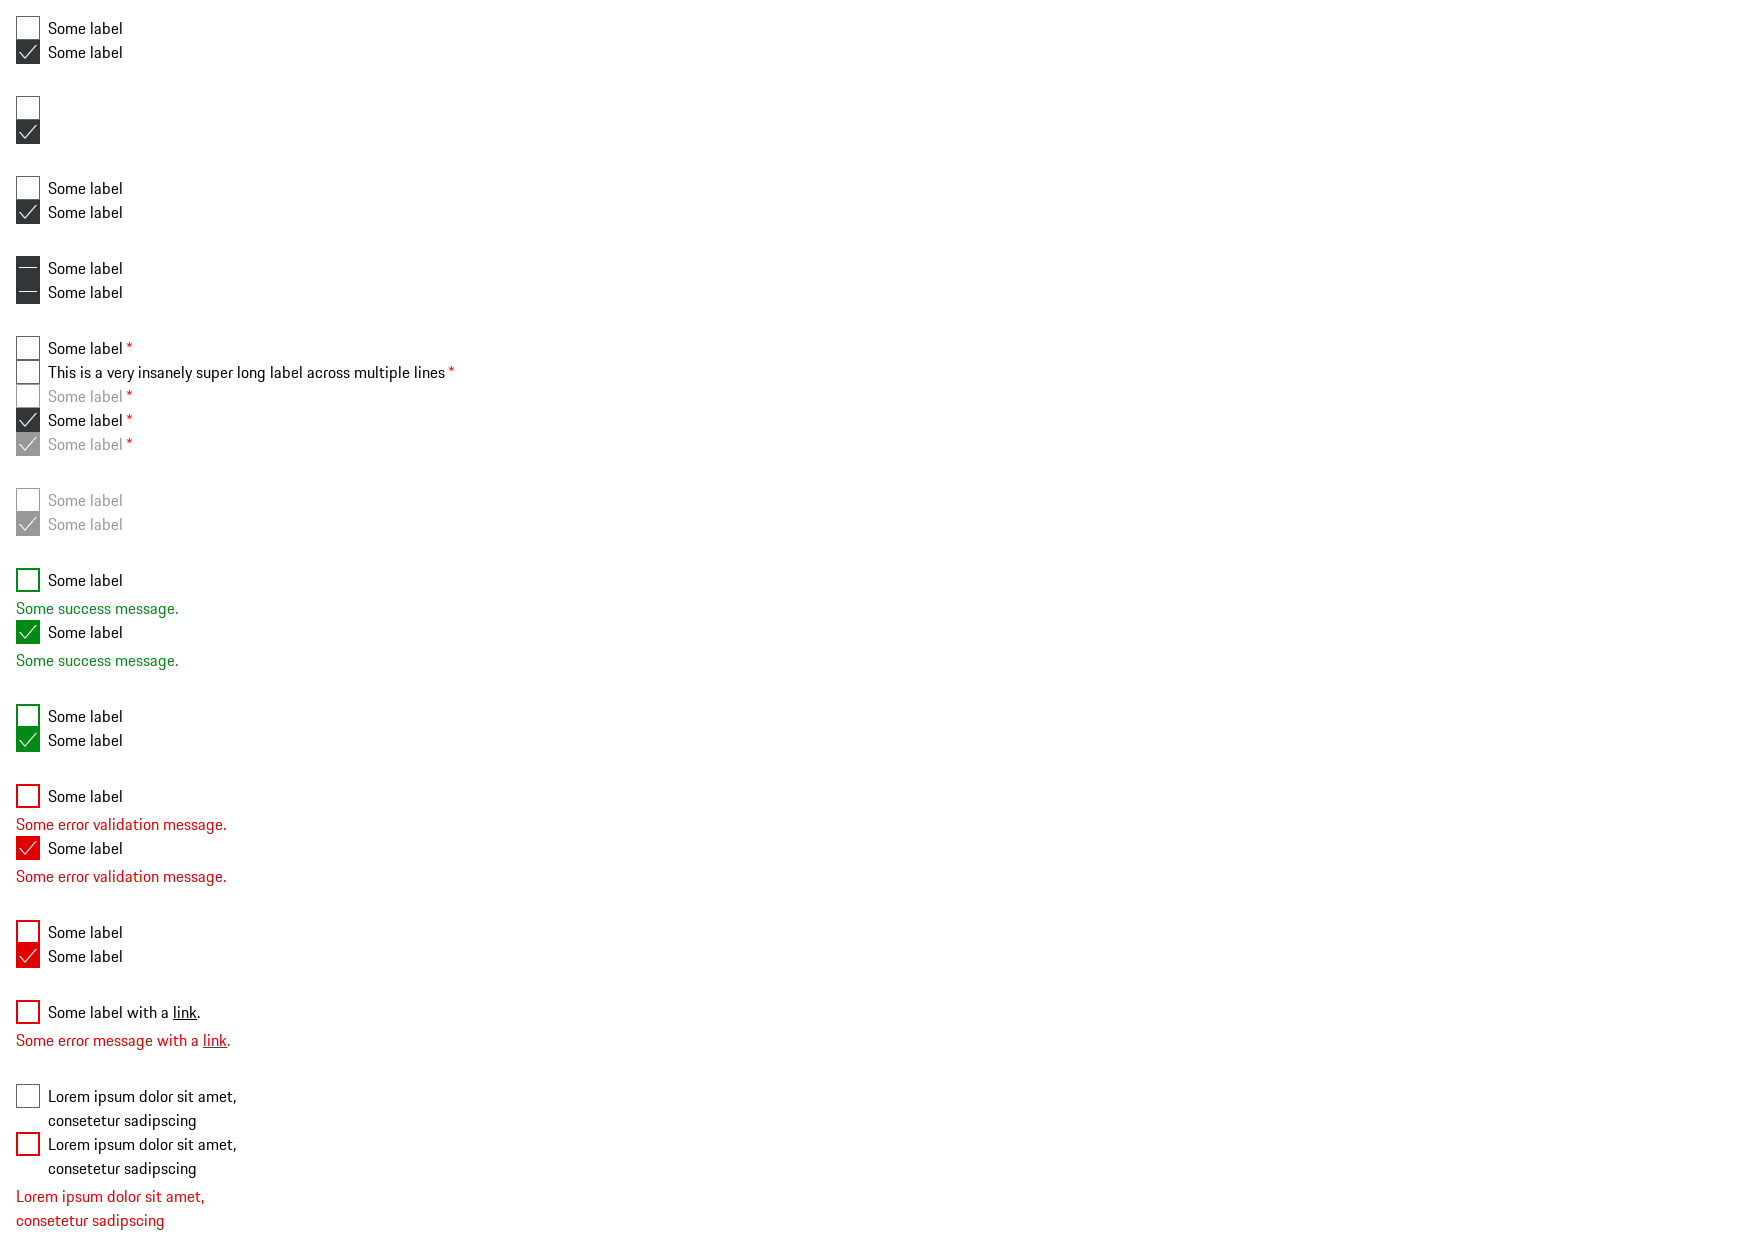 Some label
Some label
Some label
Some label
Some label
Some label
Some label *
This is a very insanely super long label across multiple lines *
Some label *
Some label *
Some label *
Some label
Some label
Some label
Some success message.
Some label
Some success message.
Some label
Some label
Some label
Some error validation message.
Some label
Some error validation message.
Some label
Some label
Some label with a link.
Some error message with a link.
Lorem ipsum dolor sit amet,
consetetur sadipscing
Lorem ipsum dolor sit amet,
consetetur sadipscing
Lorem ipsum dolor sit amet,
consetetur sadipscing